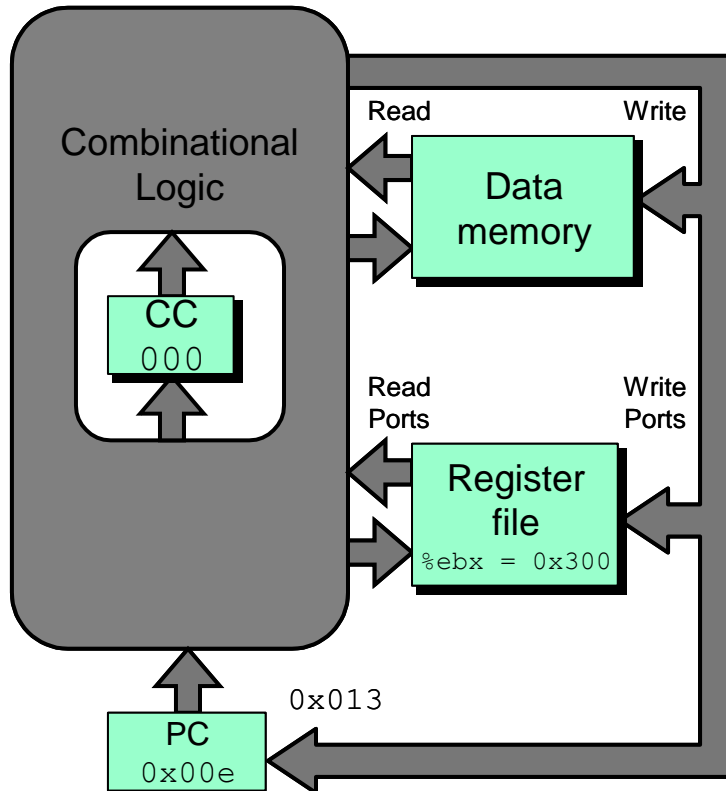 Combinational
Logic
CC
000
Read
Write
Data
memory
Read
Ports
Write
Ports
Register
file
%ebx = 0x300
0x013
PC
0x00e